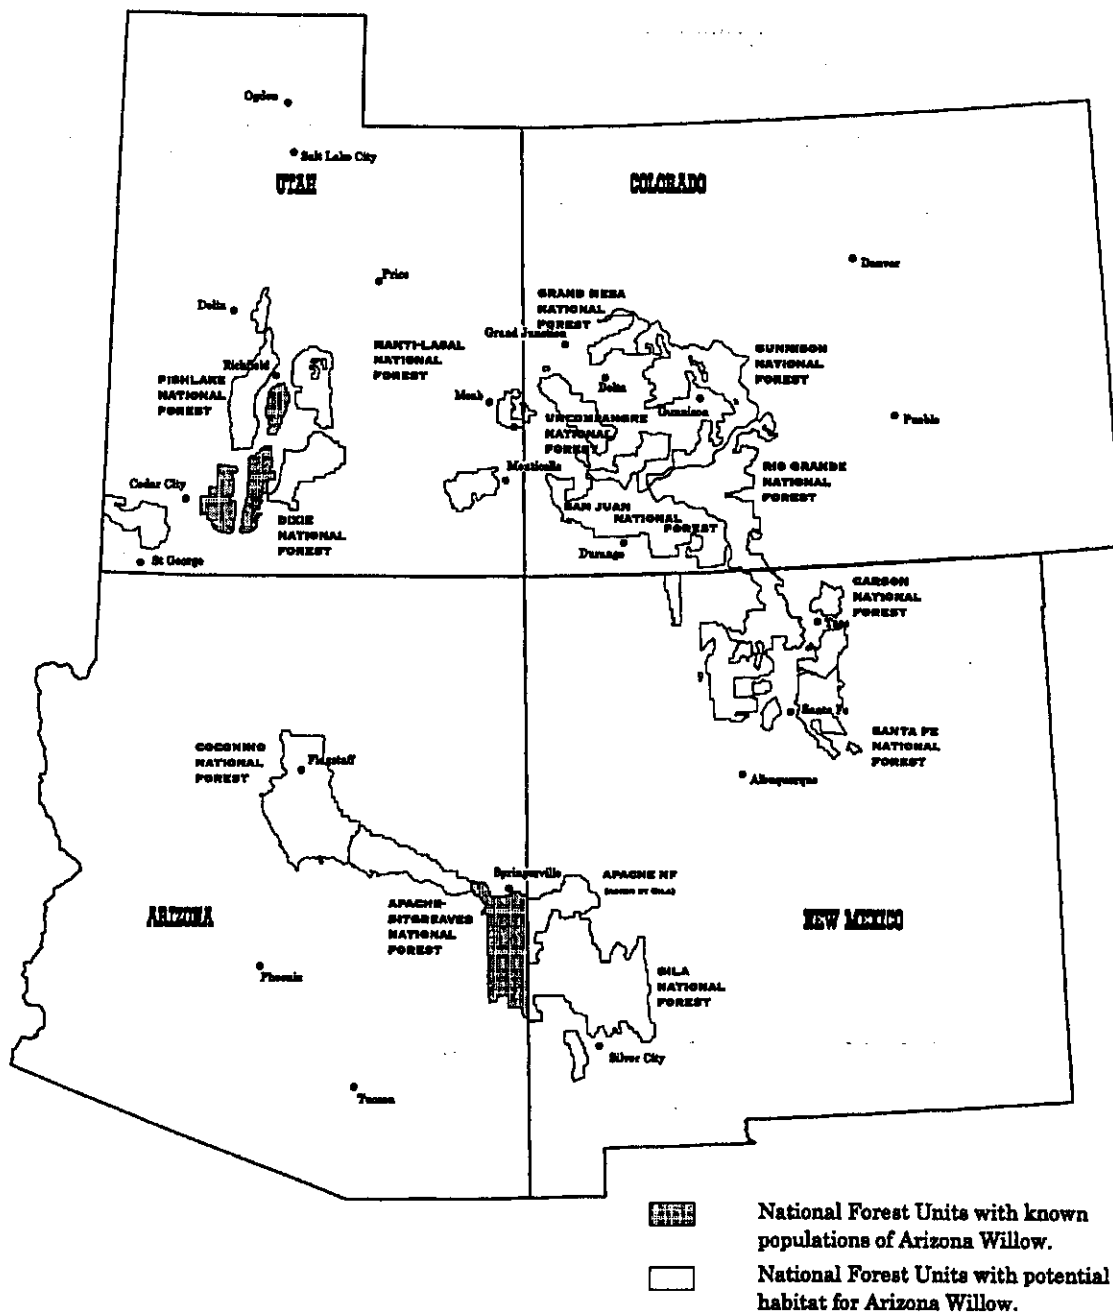 Ogden
Salt Lake City
UTAH
COLORADO
Denver
Price
Delta
GRAND MESA
NATIONAL
FOREST
Grand Junction
MANTI-LASAL
NATIONAL
FOREST
GUNNISON
NATIONAL
FOREST
Richfield
FISHLAKE
NATIONAL
FOREST
Delta
Moab
Gunnison
Pueblo
UNCOMPAHGRE
NATIONAL
FOREST
Monticello
RIO GRANDE
NATIONAL
FOREST
Cedar City
SAN JUAN
NATIONAL
FOREST
DIXIE
NATIONAL
FOREST
Durango
St George
CARSON
NATIONAL
FOREST
Taos
Santa Fe
SANTA FE
NATIONAL
FOREST
COCONINO
NATIONAL
FOREST
Flagstaff
Albuquerque
Springerville
APACHE NF
APACHE-
SITGREAVES
NATIONAL
FOREST
ARIZONA
NEW MEXICO
Phoenix
GILA
NATIONAL
FOREST
Silver City
Tucson
National Forest Units with known
populations of Arizona Willow.
National Forest Units with potential
habitat for Arizona Willow.